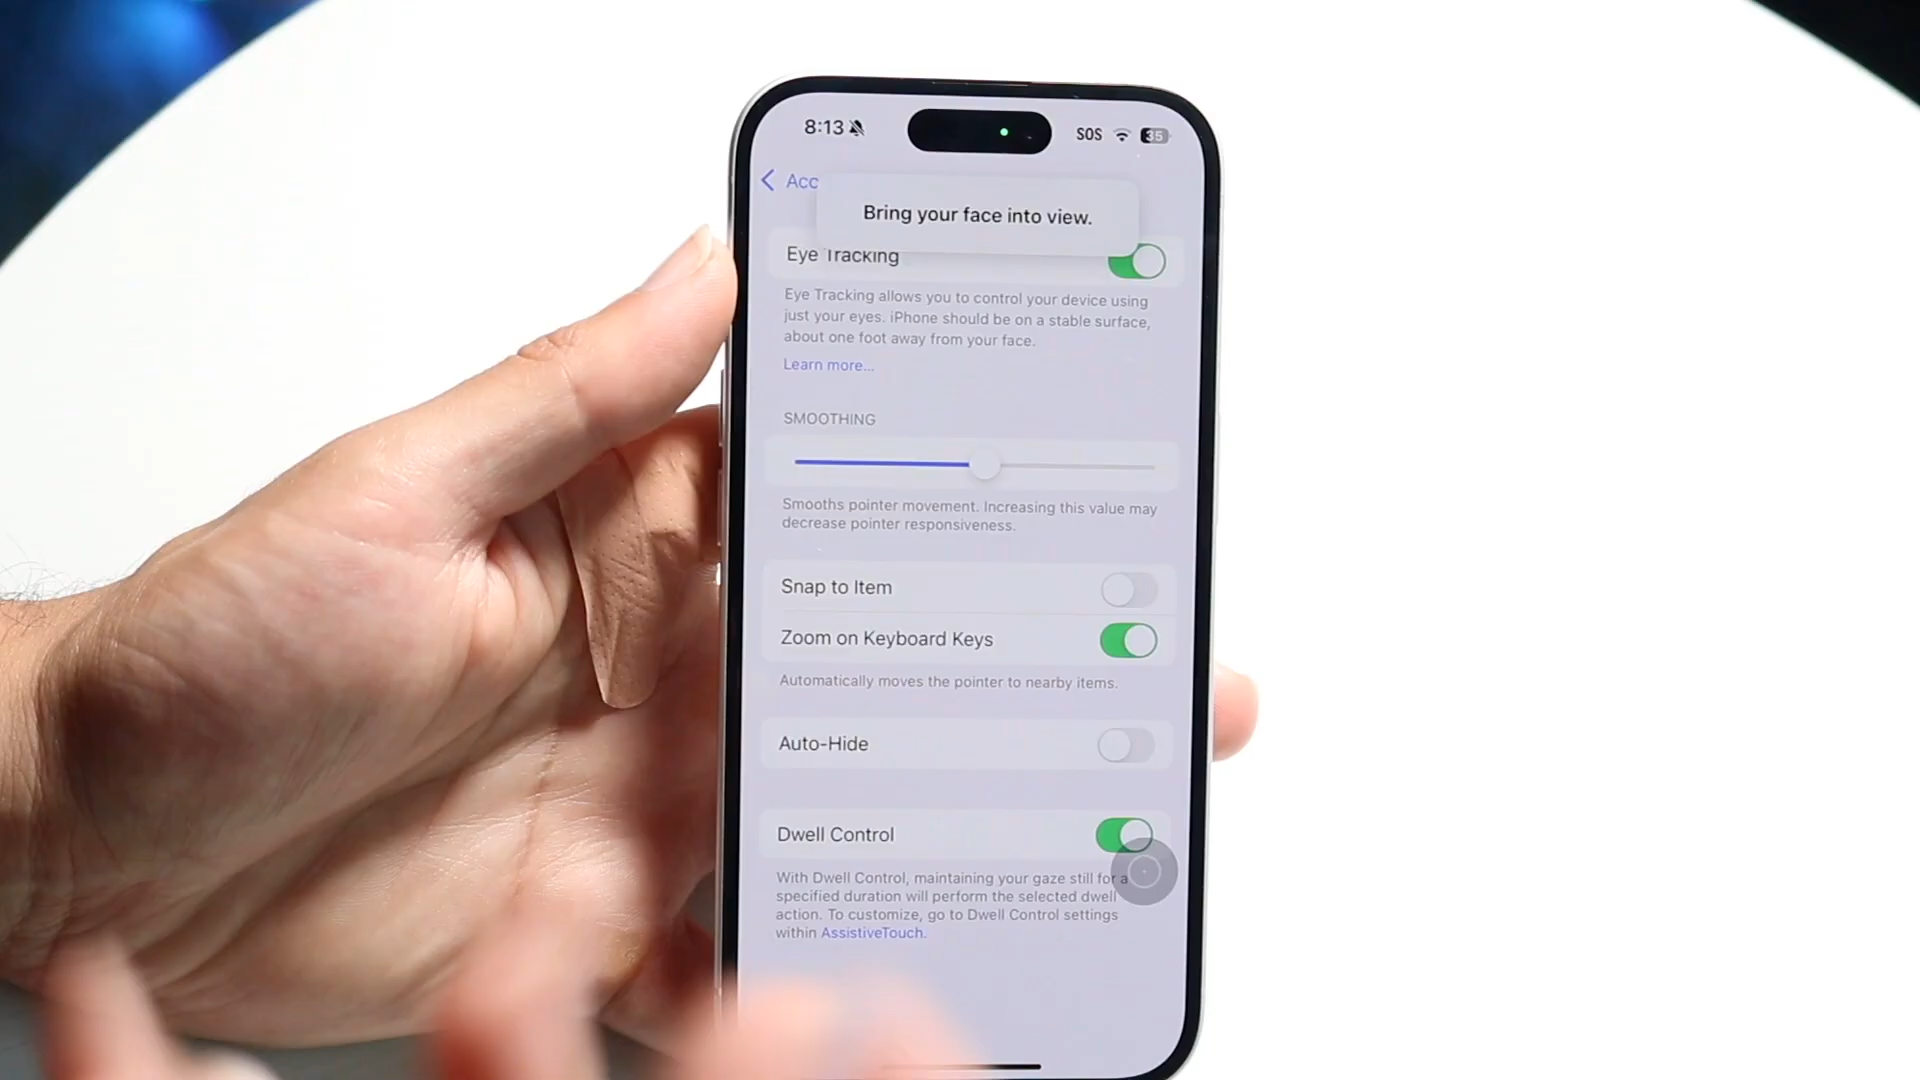 8:13
SOS
35
Acc
Bring your face into view.
Eye Tracking
Eye Tracking allows you to control your device using
just your eyes. iPhone should be on a stable surface,
about one foot away from your face.
Learn more...
SMOOTHING
Smooths pointer movement. Increasing this value may
decrease pointer responsiveness.
Snap to Item
Zoom on Keyboard Keys
Automatically moves the pointer to nearby items.
Auto-Hide
Dwell Control
With Dwell Control, maintaining your gaze still for a
specified duration will perform the selected dwell
action. To customize, go to Dwell Control settings
within AssistiveTouch.